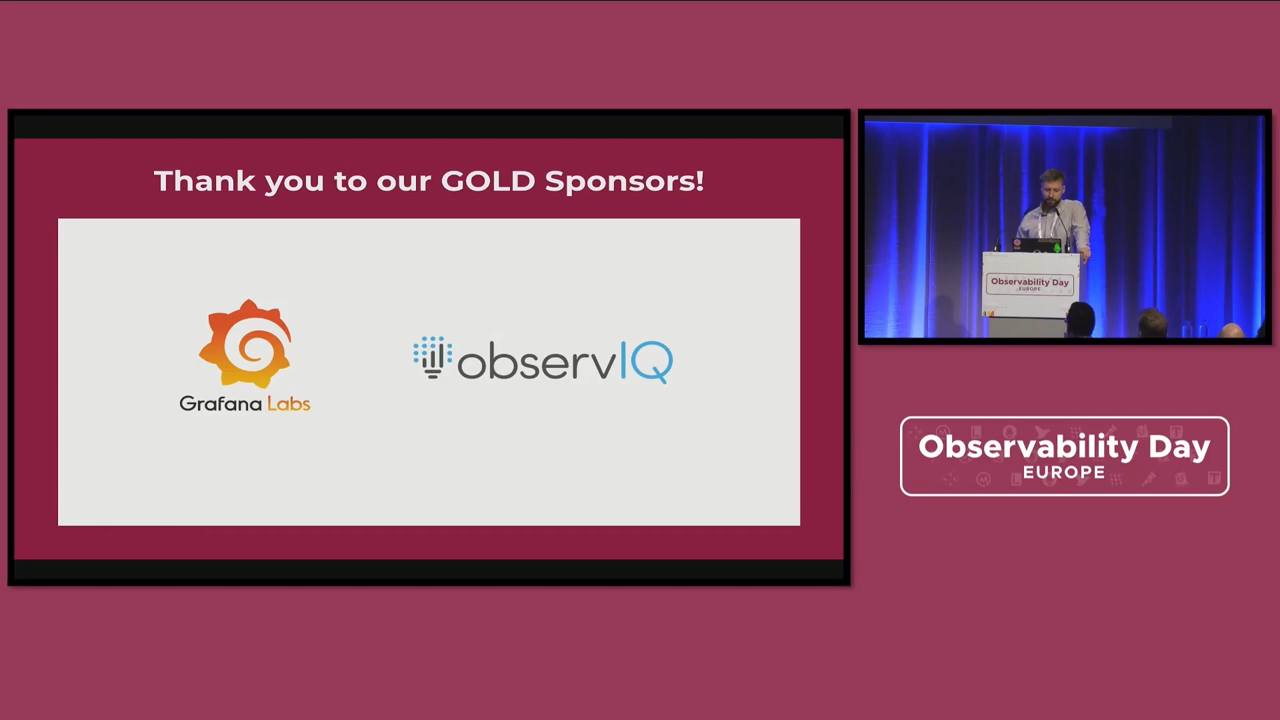 Thank you to our GOLD Sponsors!
Grafana Labs
observIQ
Observability Day
EUROPE
Observability Day
EUROPE